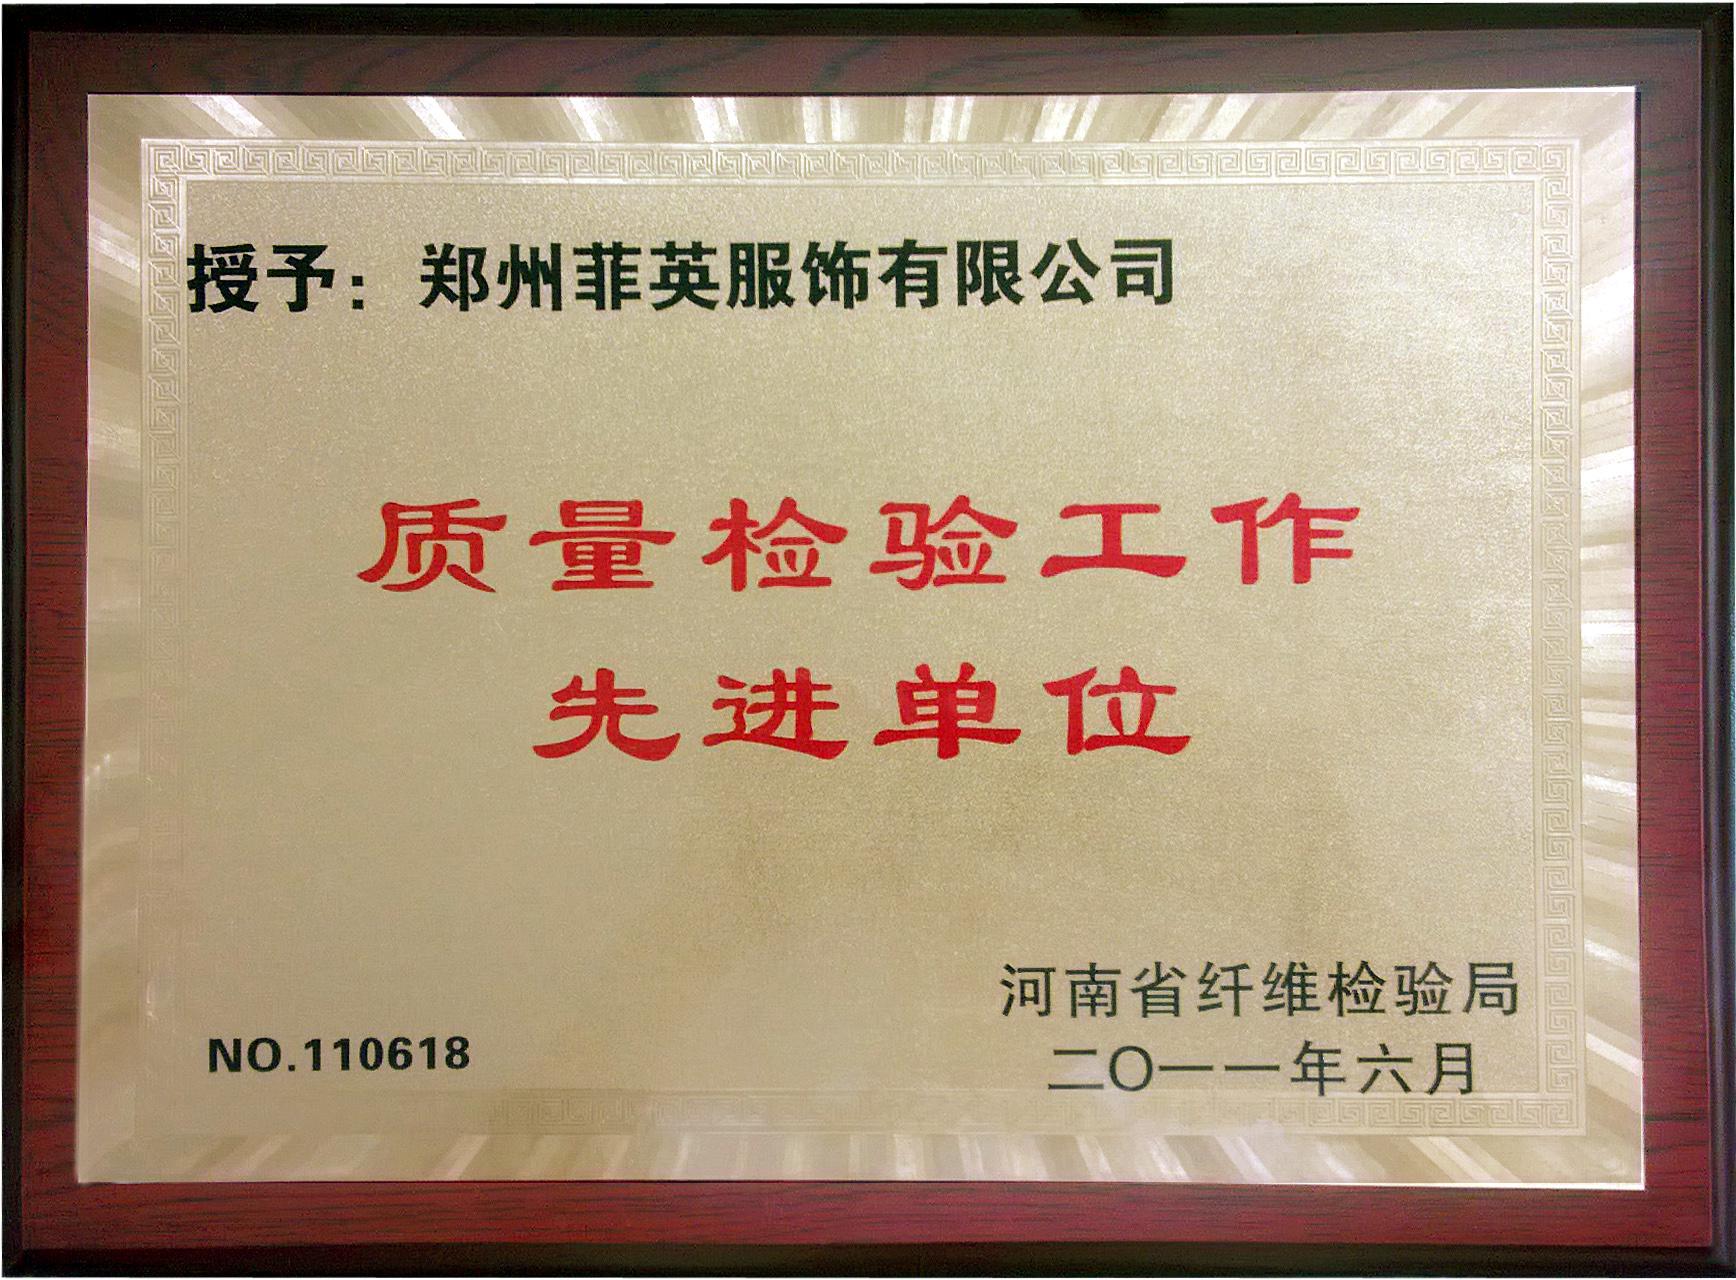 授予：郑州菲英服饰有限公司
质量检验工作
先进单位
河南省纤维检验局
NO.110618
二〇一一年六月